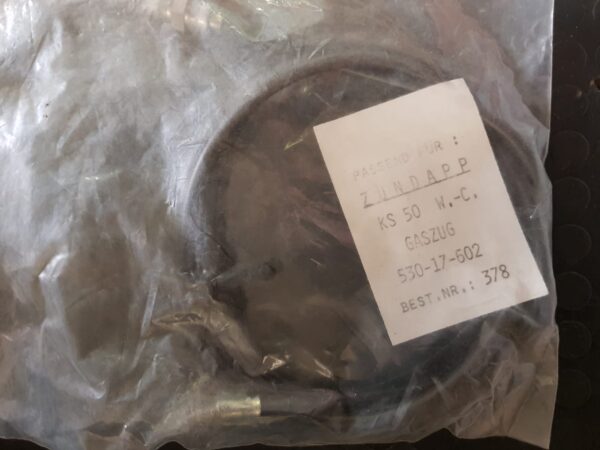 PASSEND FÜR :
ZÜNDAPP
KS 50 W.-C.
GASZUG
530-17-602
BEST.NR.: 378